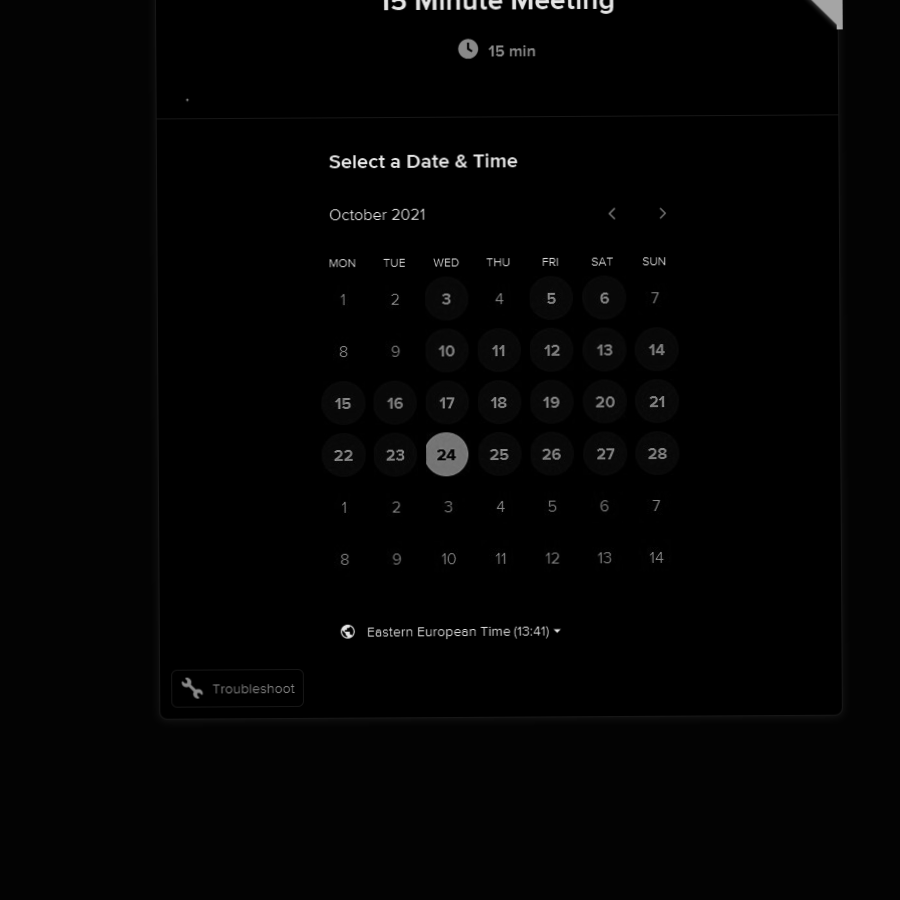 15 Minute Meeting
15 min
.
Select a Date & Time
October 2021
MON TUE WED THU FRI SAT SUN
1 2 3 4 5 6 7
8 9 10 11 12 13 14
15 16 17 18 19 20 21
22 23 24 25 26 27 28
1 2 3 4 5 6 7
8 9 10 11 12 13 14
Eastern European Time (13:41)
Troubleshoot